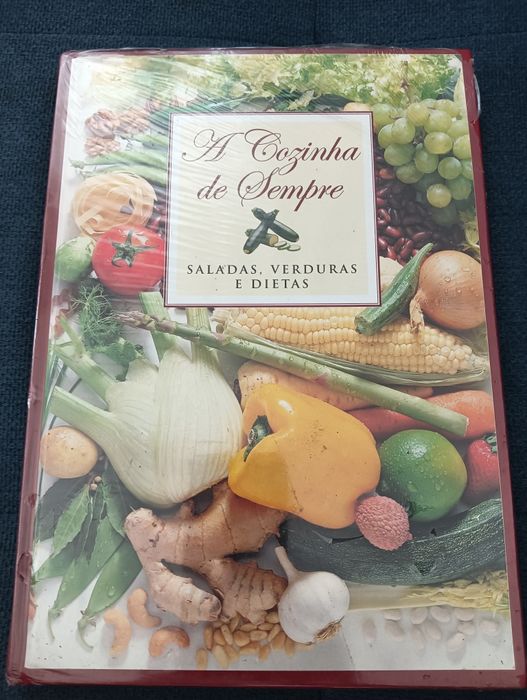 A Cozinha
de Sempre
SALADAS, VERDURAS
E DIETAS